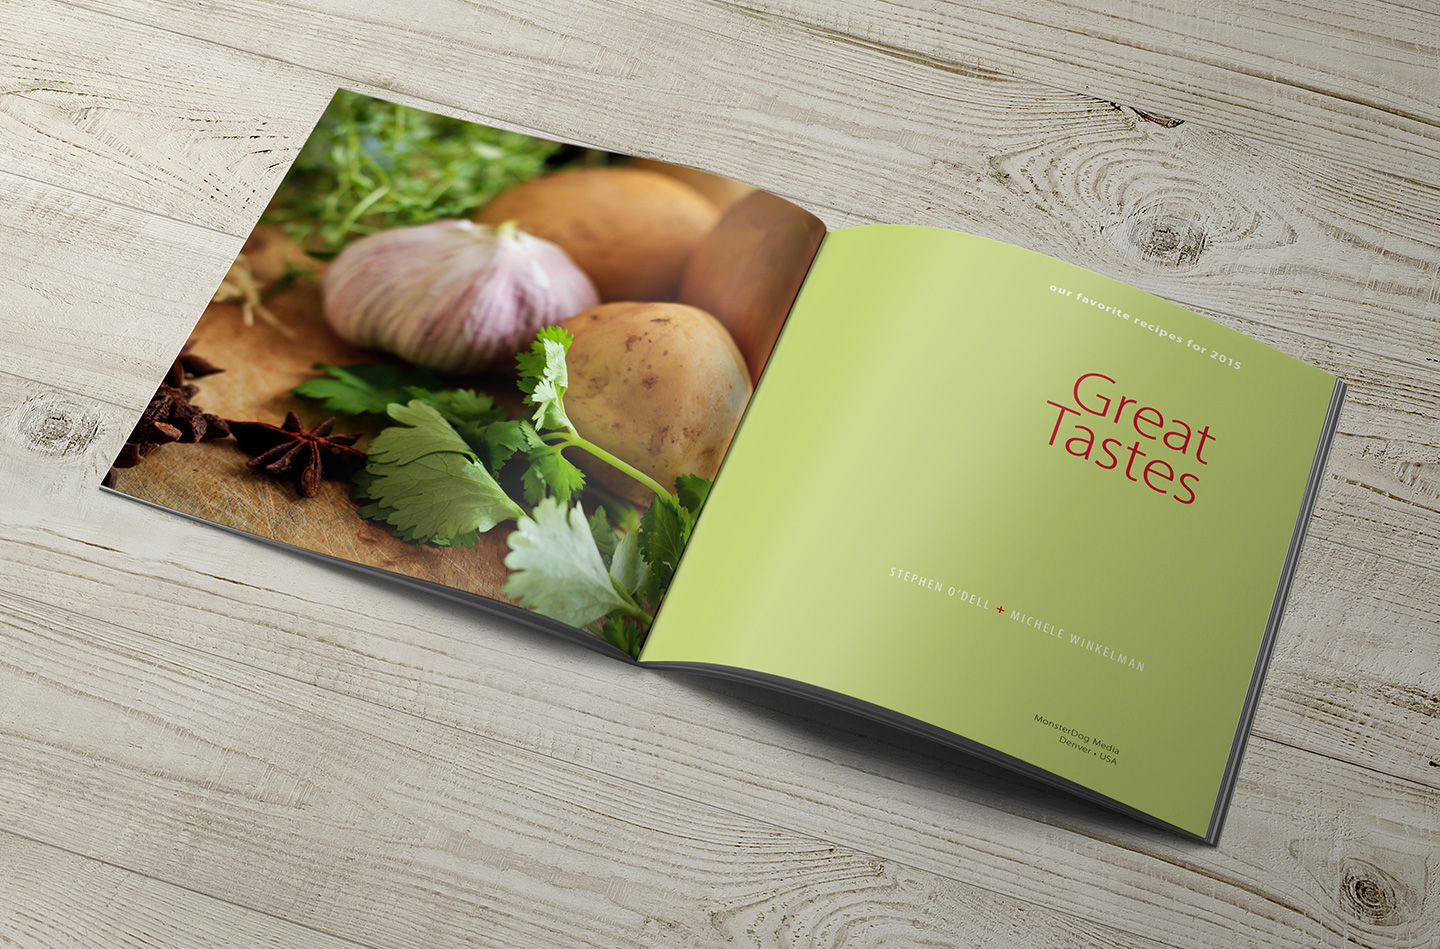 our favorite recipes for 2015
Great
Tastes
STEPHEN O'DELL + MICHELE WINKELMAN
MonsterDog Media
Denver • USA